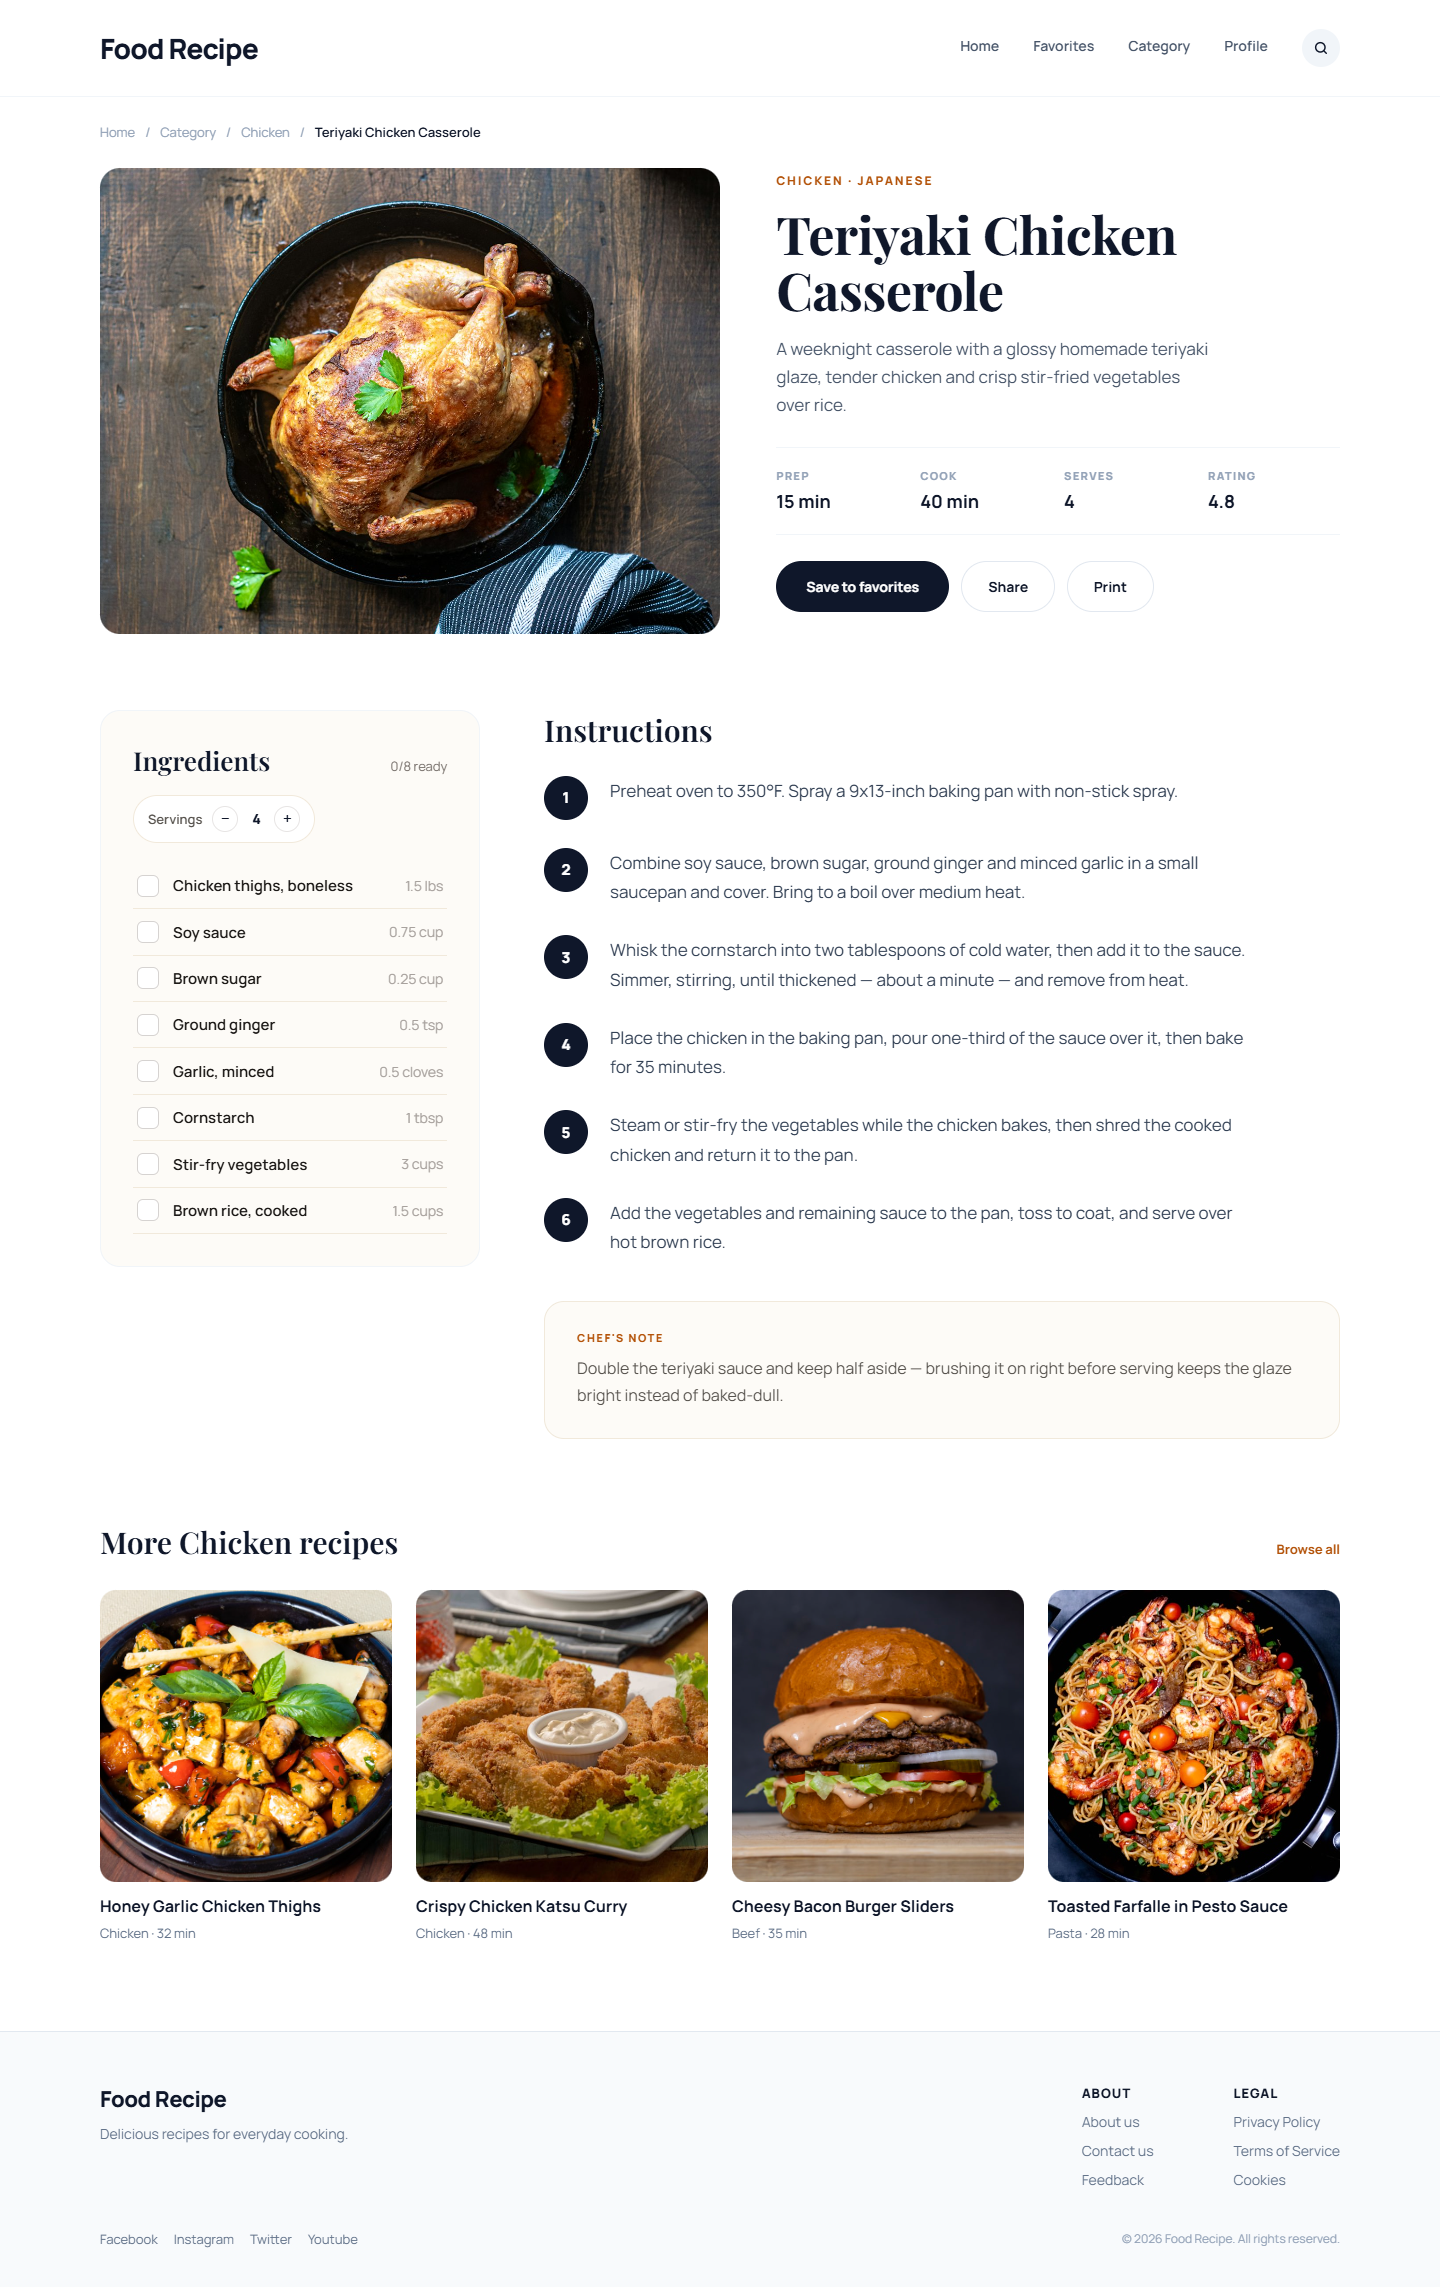 Food Recipe
Home Favorites Category Profile
Home / Category / Chicken / Teriyaki Chicken Casserole
CHICKEN · JAPANESE
Teriyaki Chicken
Casserole
A weeknight casserole with a glossy homemade teriyaki
glaze, tender chicken and crisp stir-fried vegetables
over rice.
PREP COOK SERVES RATING
15 min 40 min 4 4.8
Save to favorites Share Print
Ingredients
0/8 ready
Servings − 4 +
Chicken thighs, boneless 1.5 lbs
Soy sauce 0.75 cup
Brown sugar 0.25 cup
Ground ginger 0.5 tsp
Garlic, minced 0.5 cloves
Cornstarch 1 tbsp
Stir-fry vegetables 3 cups
Brown rice, cooked 1.5 cups
Instructions
1 Preheat oven to 350°F. Spray a 9x13-inch baking pan with non-stick spray.
2 Combine soy sauce, brown sugar, ground ginger and minced garlic in a small
saucepan and cover. Bring to a boil over medium heat.
3 Whisk the cornstarch into two tablespoons of cold water, then add it to the sauce.
Simmer, stirring, until thickened — about a minute — and remove from heat.
4 Place the chicken in the baking pan, pour one-third of the sauce over it, then bake
for 35 minutes.
5 Steam or stir-fry the vegetables while the chicken bakes, then shred the cooked
chicken and return it to the pan.
6 Add the vegetables and remaining sauce to the pan, toss to coat, and serve over
hot brown rice.
CHEF'S NOTE
Double the teriyaki sauce and keep half aside — brushing it on right before serving keeps the glaze
bright instead of baked-dull.
More Chicken recipes
Browse all
Honey Garlic Chicken Thighs
Chicken · 32 min
Crispy Chicken Katsu Curry
Chicken · 48 min
Cheesy Bacon Burger Sliders
Beef · 35 min
Toasted Farfalle in Pesto Sauce
Pasta · 28 min
Food Recipe
Delicious recipes for everyday cooking.
ABOUT
About us
Contact us
Feedback
LEGAL
Privacy Policy
Terms of Service
Cookies
Facebook Instagram Twitter Youtube
© 2026 Food Recipe. All rights reserved.